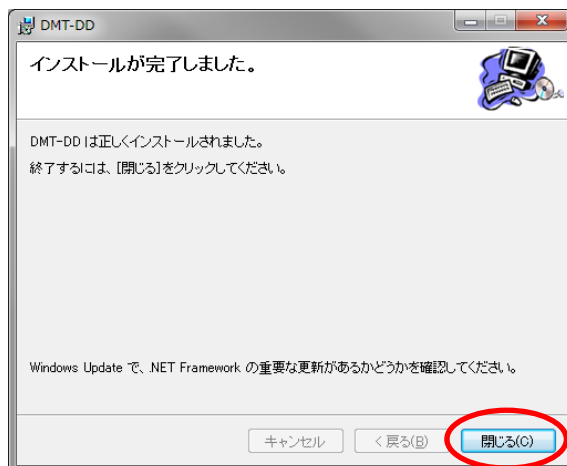 DMT-DD
インストールが完了しました。
DMT-DD は正しくインストールされました。
終了するには、[閉じる]をクリックしてください。
Windows Update で、.NET Framework の重要な更新があるかどうかを確認してください。
キャンセル
< 戻る(B)
閉じる(C)